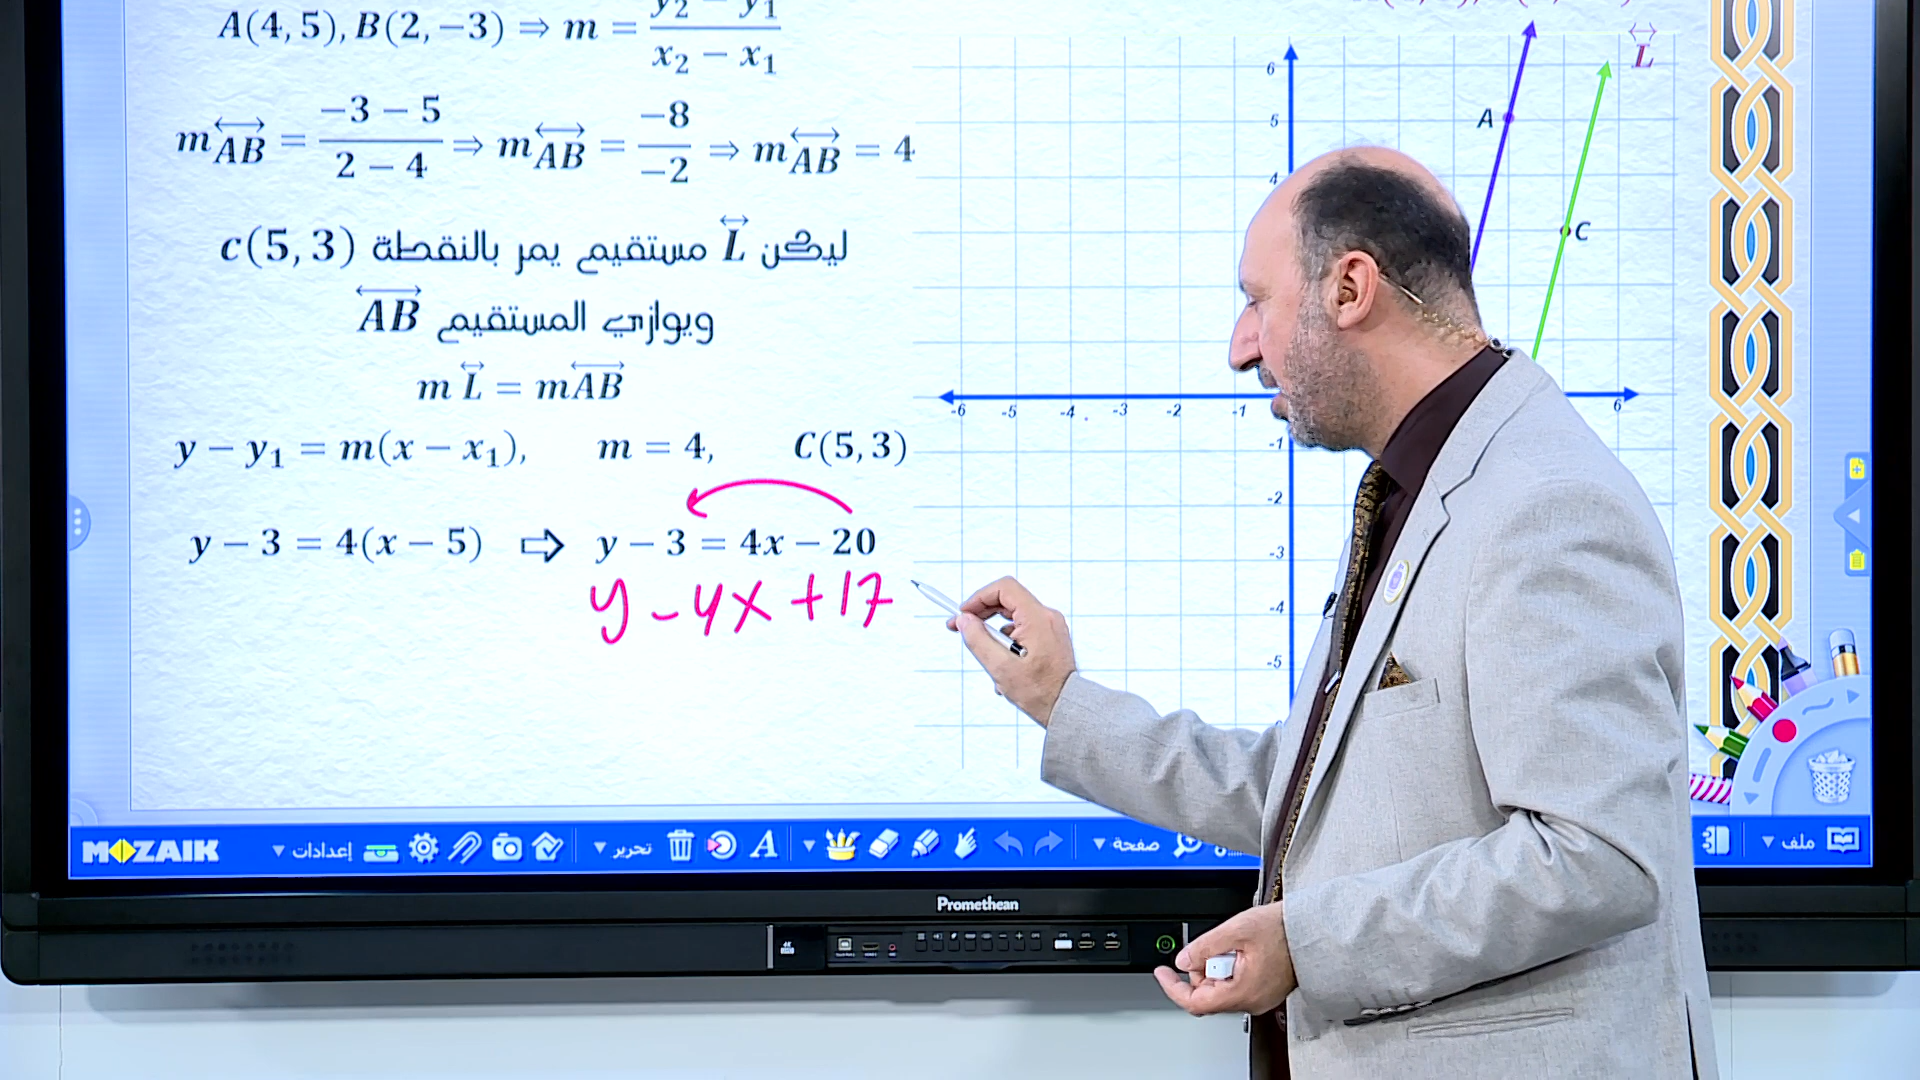 A(4, 5), B(2, −3) ⇒ m = y₂ − y₁ / x₂ − x₁
m AB = −3 − 5 / 2 − 4 ⇒ m AB = −8 / −2 ⇒ m AB = 4
ليكن L مستقيم يمر بالنقطة c(5, 3)
ويوازي المستقيم AB
m L = m AB
y − y₁ = m(x − x₁), m = 4, C(5, 3)
y − 3 = 4(x − 5) ⇨ y − 3 = 4x − 20
y - 4x + 17
L
6
A
5
4
C
-6 -5 -4 -3 -2 -1 6
-1
-2
-3
-4
-5
MOZAIK إعدادات تحرير A صفحة ملف
Promethean